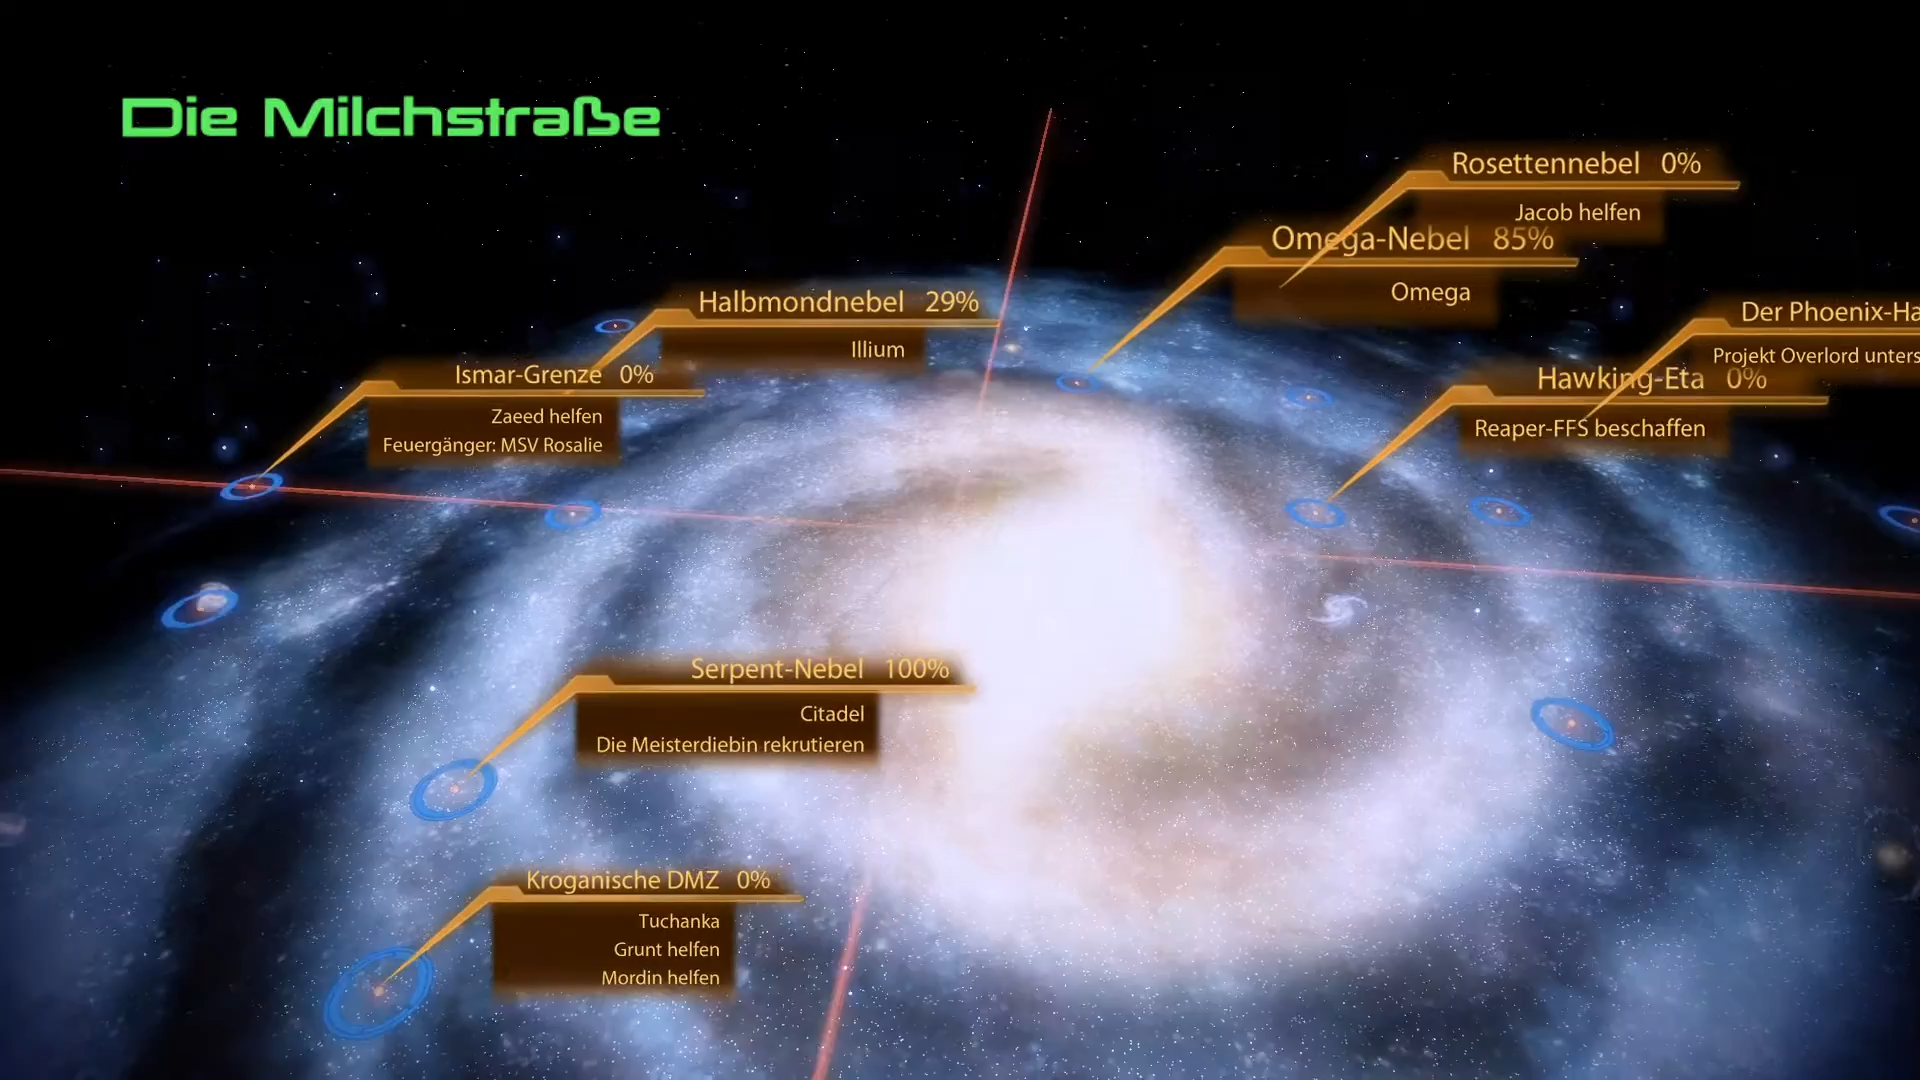 Die Milchstraße
Rosettennebel 0%
Jacob helfen
Omega-Nebel 85%
Omega
Halbmondnebel 29%
Illium
Der Phoenix-Ha
Projekt Overlord unters
Ismar-Grenze 0%
Zaeed helfen
Feuergänger: MSV Rosalie
Hawking-Eta 0%
Reaper-FFS beschaffen
Serpent-Nebel 100%
Citadel
Die Meisterdiebin rekrutieren
Kroganische DMZ 0%
Tuchanka
Grunt helfen
Mordin helfen